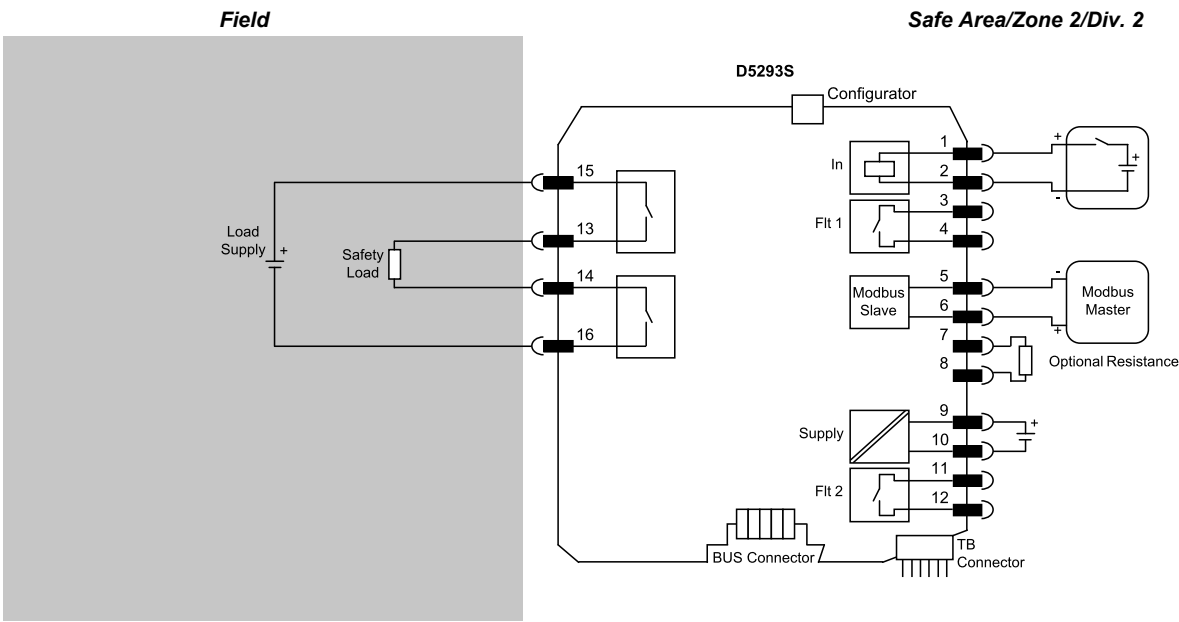 Field
Safe Area/Zone 2/Div. 2
D5293S
Configurator
1
+
In
+
2
-
15
3
Flt 1
4
13
Load
Supply
+
Safety
Load
14
5
-
Modbus
Slave
Modbus
Master
6
+
16
7
8
Optional Resistance
9
+
Supply
10
11
Flt 2
12
BUS Connector
TB
Connector